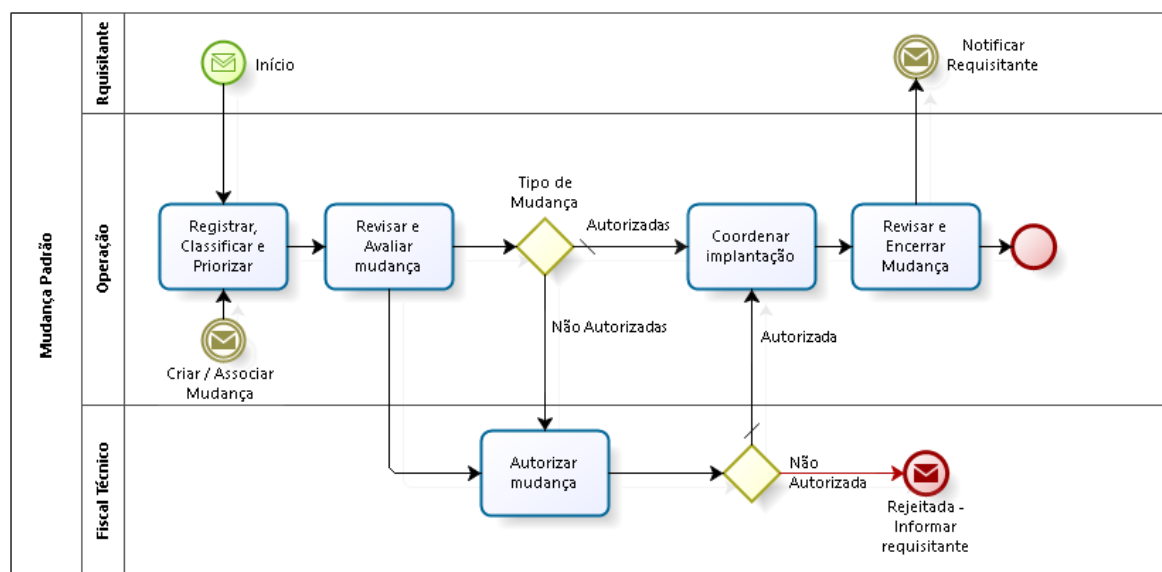 Mudança Padrão
Rquisitante
Início
Notificar
Requisitante
Operação
Registrar,
Classificar e
Priorizar
Revisar e
Avaliar
mudança
Tipo de
Mudança
Autorizadas
Coordenar
implantação
Revisar e
Encerrar
Mudança
Não Autorizadas
Autorizada
Criar / Associar
Mudança
Fiscal Técnico
Autorizar
mudança
Não
Autorizada
Rejeitada -
Informar
requisitante